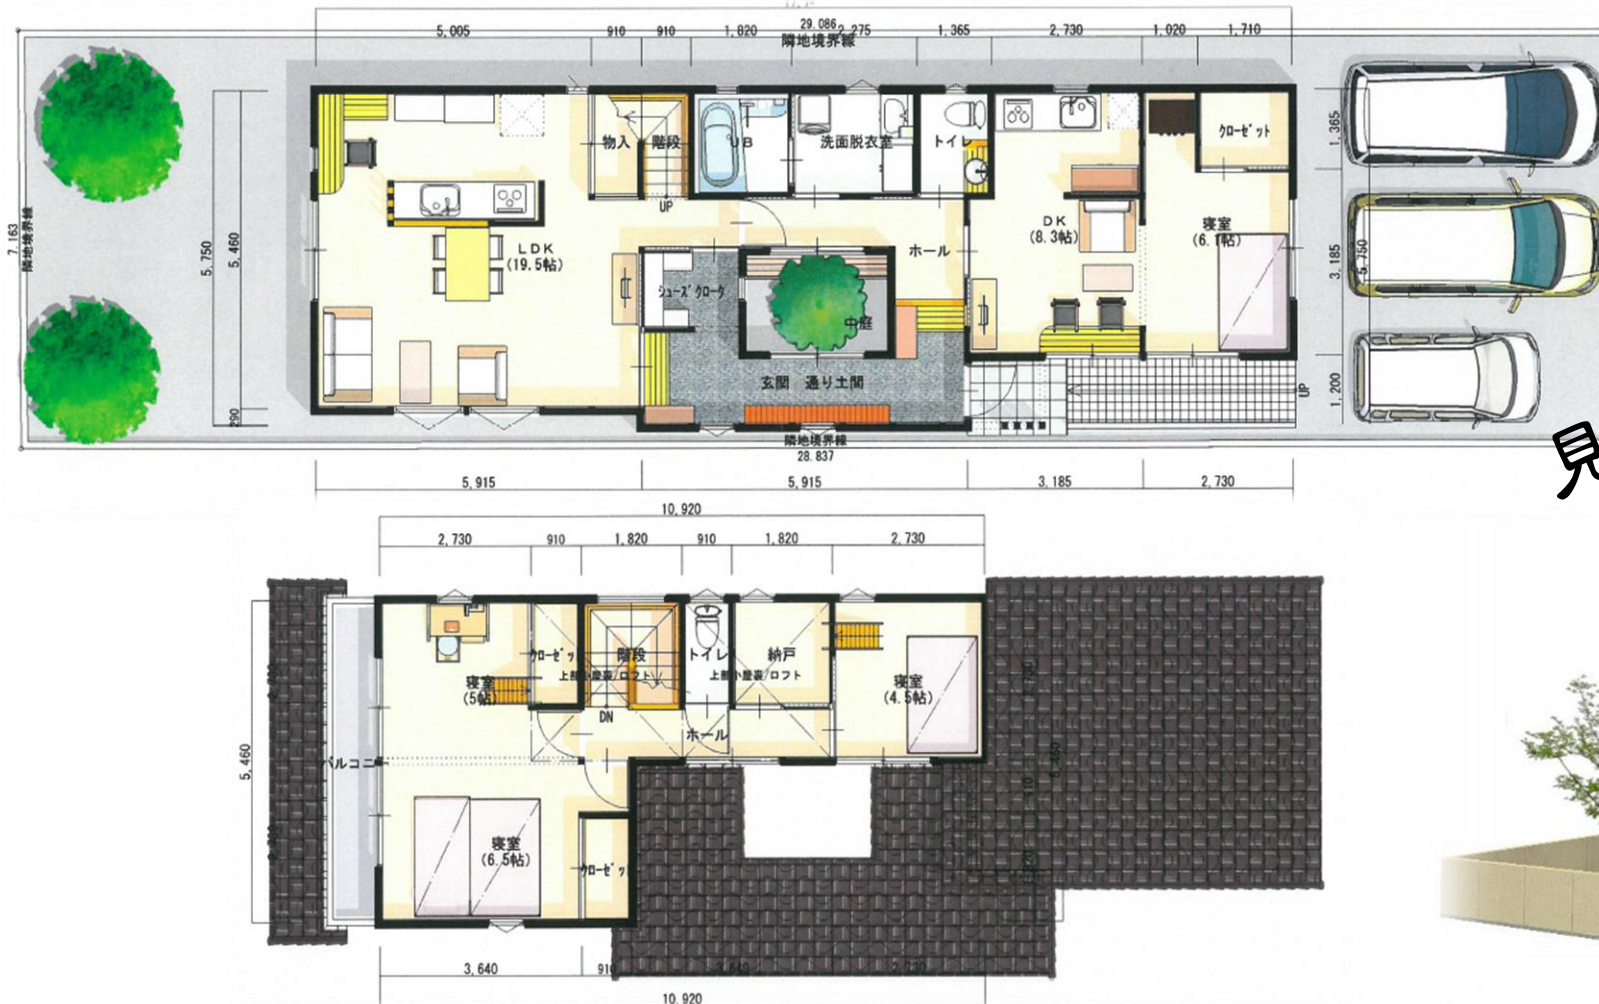 29.086
隣地境界線
5,005 910 910 1,820 2,275 1,365 2,730 1,020 1,710
物入 階段 UB 洗面脱衣室 トイレ クローゼット
UP
LDK
(19.5帖)
シューズクローク
ホール
DK
(8.3帖)
寝室
(6.1帖)
中庭
玄関 通り土間
UP
7.163
隣地境界線
5,750
5,460
290
1,365
3,185
5,750
1,200
隣地境界線
28.837
5,915 5,915 3,185 2,730
見
10,920
2,730 910 1,820 910 1,820 2,730
クローゼット 階段 トイレ 納戸
上部小屋裏/ロフト 上部小屋裏/ロフト
寝室
(5帖)
寝室
(4.5帖)
DN
ホール
バルコニ
5,460
5,460
寝室
(6.5帖)
クローゼット
3,640 910 3,640 2,730
10,920